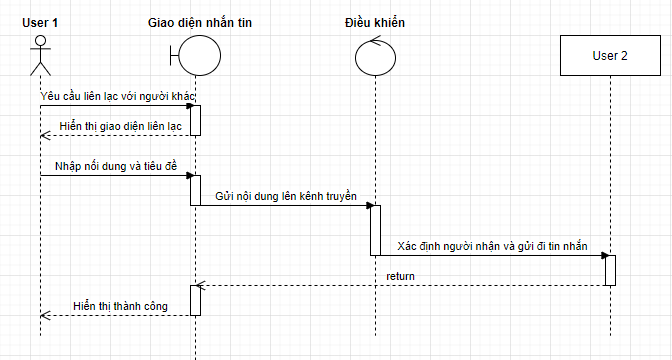 User 1
Giao diện nhắn tin
Điều khiển
User 2
Yêu cầu liên lạc với người khác
Hiển thị giao diện liên lạc
Nhập nối dung và tiêu đề
Gửi nội dung lên kênh truyền
Xác định người nhận và gửi đi tin nhắn
return
Hiển thị thành công